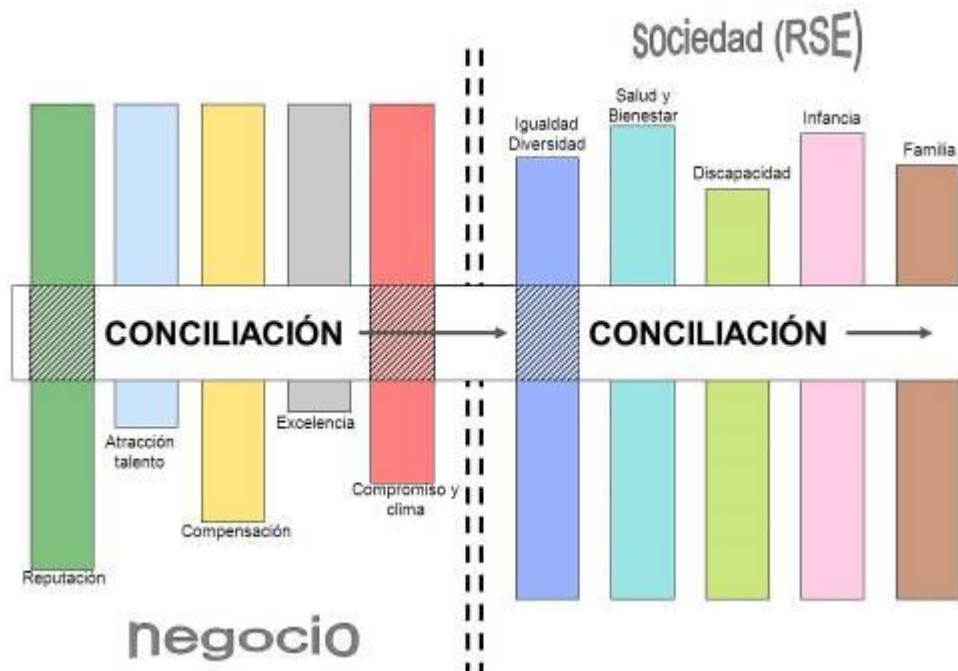 sociedad (RSE)
Igualdad
Diversidad
Salud y
Bienestar
Discapacidad
Infancia
Familia
CONCILIACIÓN
CONCILIACIÓN
Atracción
talento
Excelencia
Compromiso y
clima
Compensación
Reputación
negocio